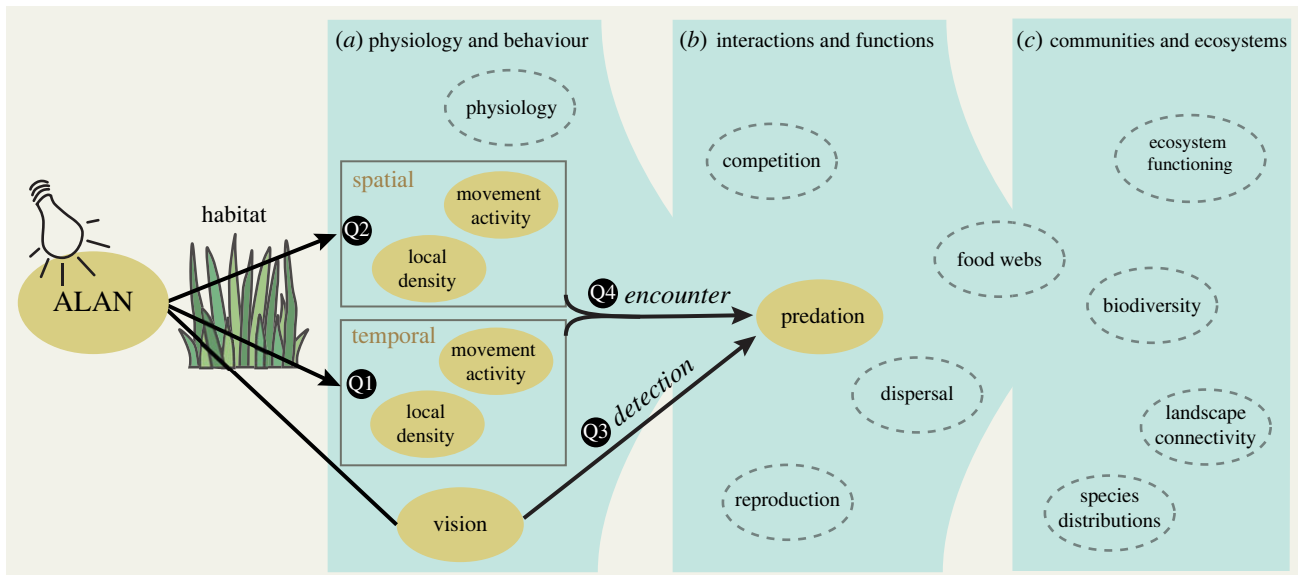 (a) physiology and behaviour
(b) interactions and functions
(c) communities and ecosystems
physiology
spatial
movement
activity
local
density
Q2
habitat
ALAN
temporal
movement
activity
local
density
Q1
vision
Q4 encounter
Q3 detection
competition
predation
dispersal
reproduction
food webs
ecosystem
functioning
biodiversity
landscape
connectivity
species
distributions